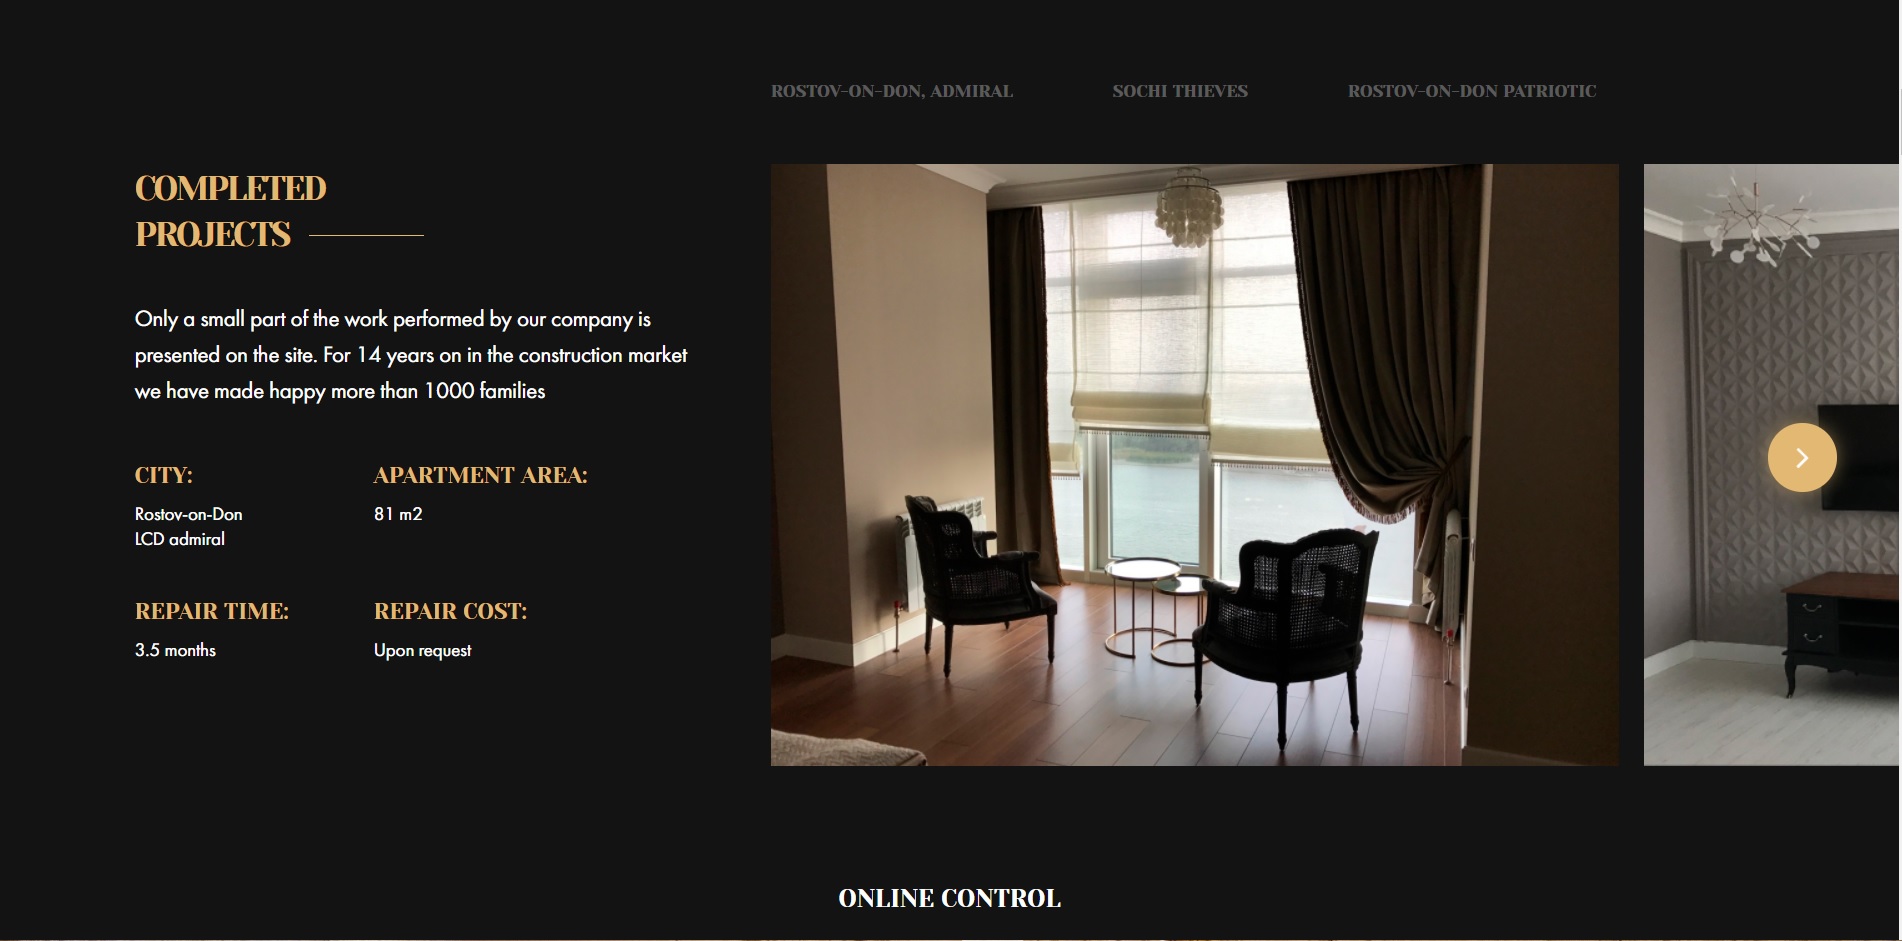 ROSTOV-ON-DON, ADMIRAL
SOCHI THIEVES
ROSTOV-ON-DON PATRIOTIC
COMPLETED
PROJECTS
Only a small part of the work performed by our company is
presented on the site. For 14 years on in the construction market
we have made happy more than 1000 families
CITY:
Rostov-on-Don
LCD admiral
APARTMENT AREA:
81 m2
REPAIR TIME:
3.5 months
REPAIR COST:
Upon request
ONLINE CONTROL